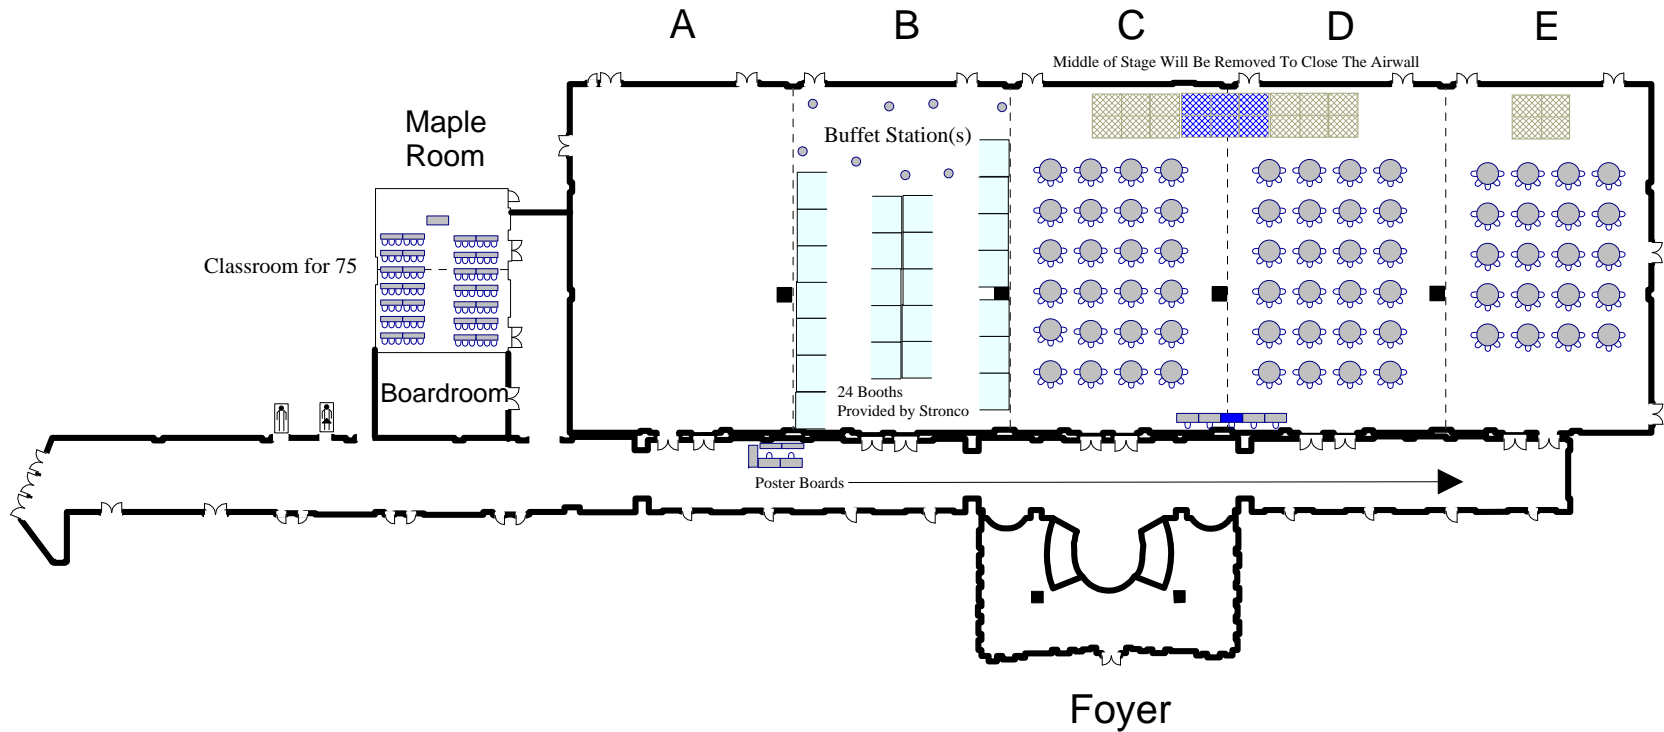 A
B
C
D
E
Middle of Stage Will Be Removed To Close The Airwall
Maple
Room
Buffet Station(s)
Classroom for 75
Boardroom
24 Booths
Provided by Stronco
Poster Boards
Foyer